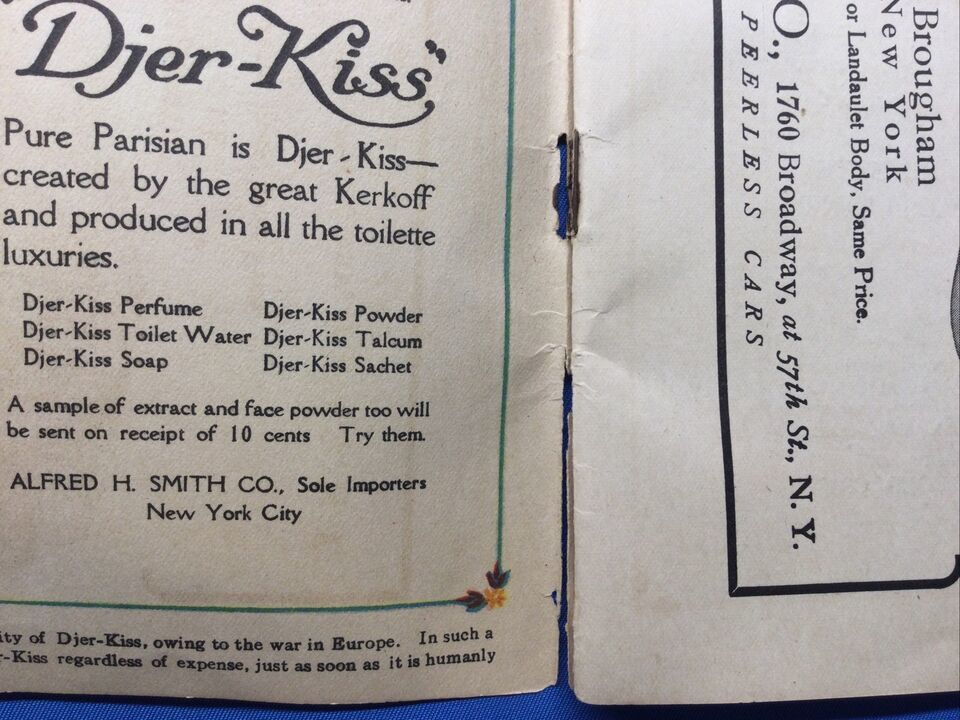 Djer-Kiss"
Pure Parisian is Djer-Kiss—
created by the great Kerkoff
and produced in all the toilette
luxuries.
Djer-Kiss Perfume
Djer-Kiss Toilet Water
Djer-Kiss Soap
Djer-Kiss Powder
Djer-Kiss Talcum
Djer-Kiss Sachet
A sample of extract and face powder too will
be sent on receipt of 10 cents Try them.
ALFRED H. SMITH CO., Sole Importers
New York City
ity of Djer-Kiss, owing to the war in Europe. In such a
r-Kiss regardless of expense, just as soon as it is humanly
Brougham
New York
or Landaulet Body, Same Price.
O., 1760 Broadway, at 57th St., N. Y.
PEERLESS CARS